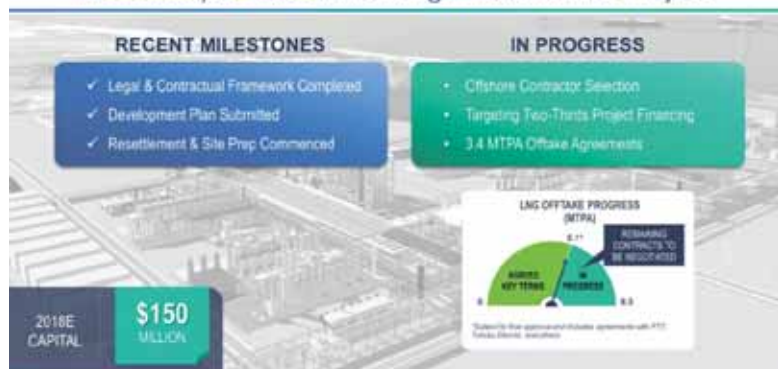 RECENT MILESTONES
✓ Legal & Contractual Framework Completed
✓ Development Plan Submitted
✓ Resettlement & Site Prep Commenced
IN PROGRESS
• Offshore Contractor Selection
• Targeting Two-Thirds Project Financing
• 3.4 MTPA Offtake Agreements
LNG OFFTAKE PROGRESS
(MTPA)
REMAINING
CONTRACTS TO
BE NEGOTIATED
AGREED
KEY TERMS
IN
PROGRESS
0
2018E
CAPITAL
$150
MILLION